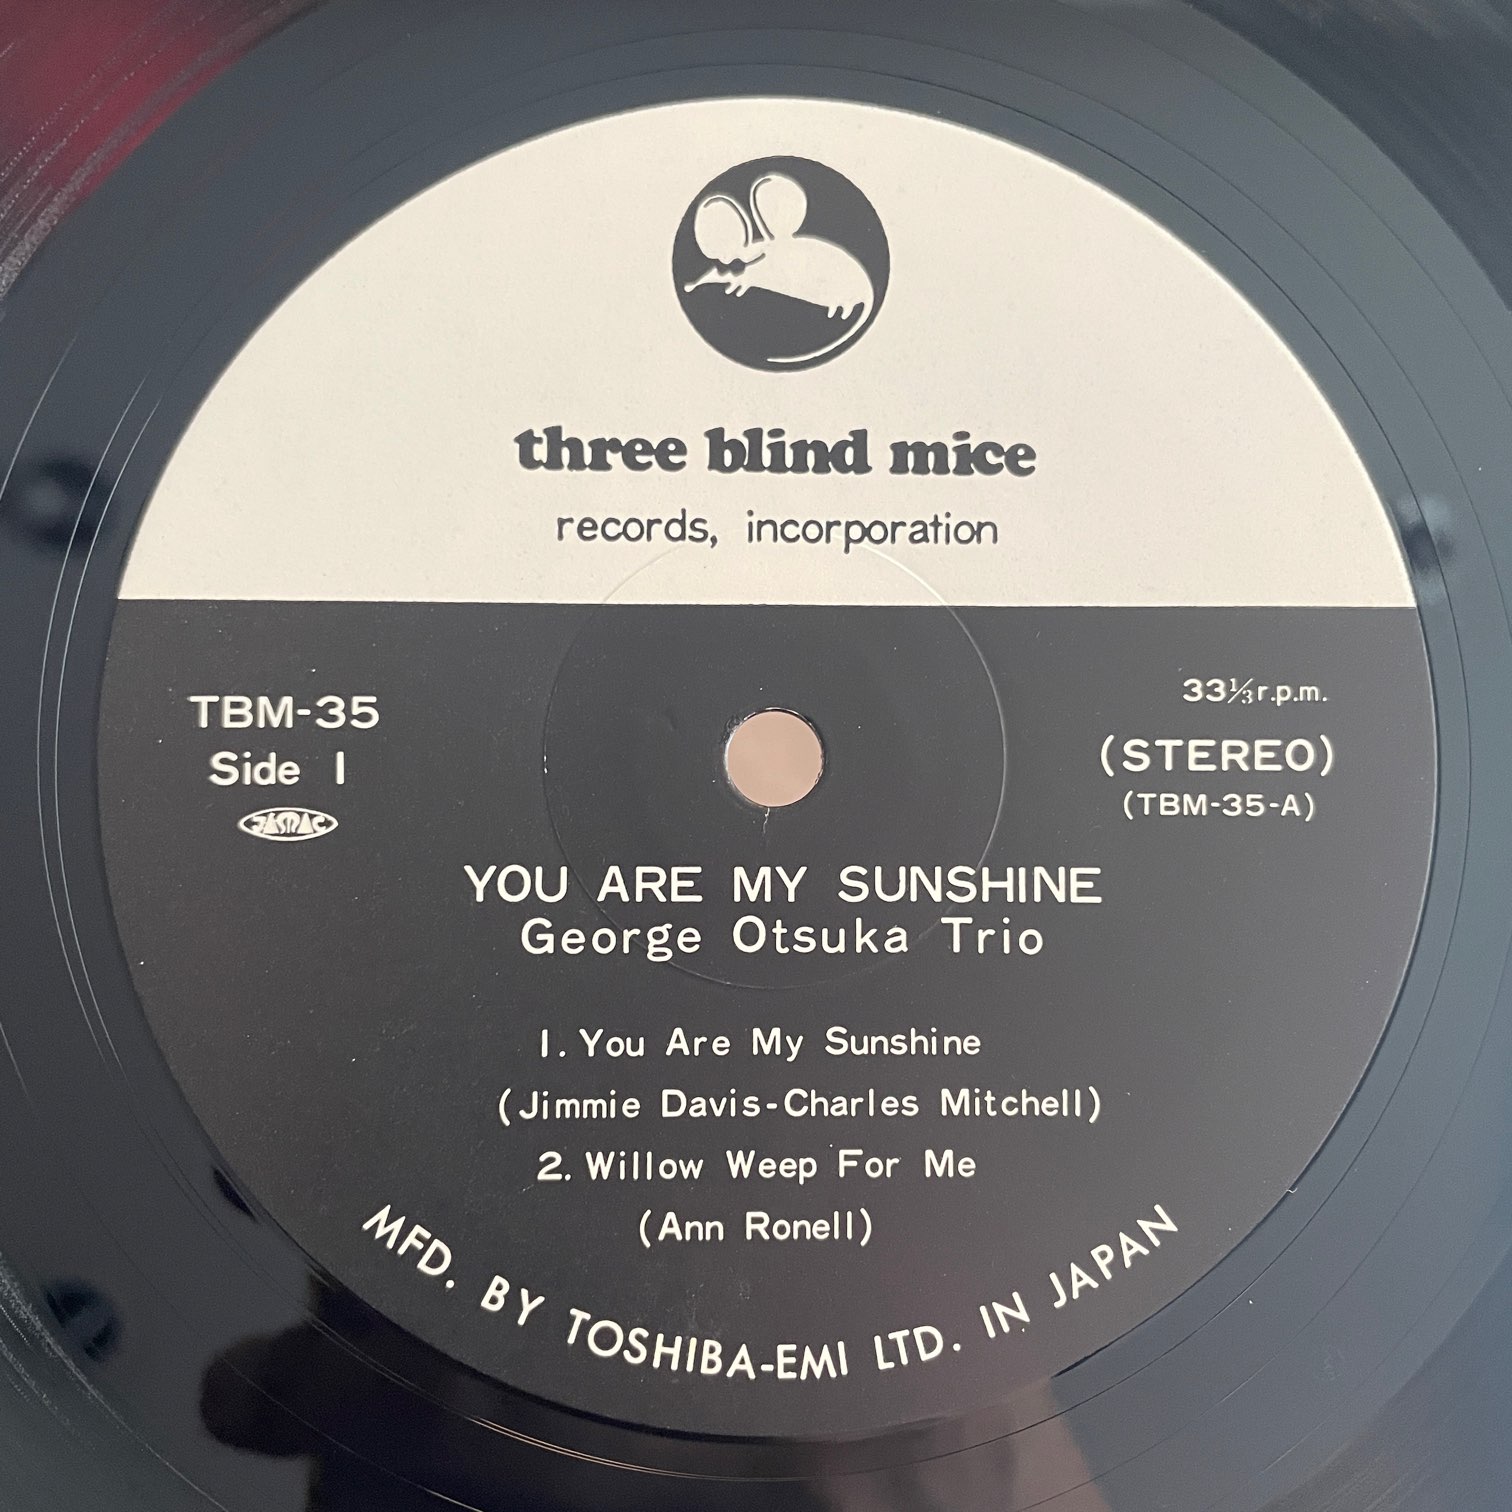 three blind mice
records, incorporation
TBM-35
Side 1
JASRAC
33⅓ r.p.m.
(STEREO)
(TBM-35-A)
YOU ARE MY SUNSHINE
George Otsuka Trio
1. You Are My Sunshine
(Jimmie Davis-Charles Mitchell)
2. Willow Weep For Me
(Ann Ronell)
MFD. BY TOSHIBA-EMI LTD. IN JAPAN